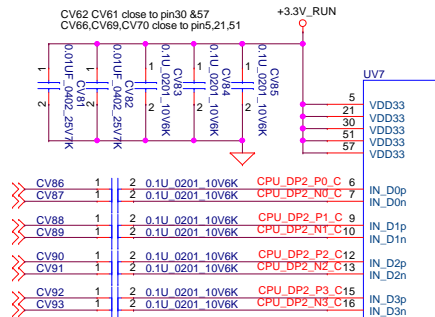 CV62 CV61 close to pin30 &57
CV66,CV69,CV70 close to pin5,21,51
+3.3V_RUN
1 2 CV81 0.01UF_0402_25V7K
1 2 CV82 0.01UF_0402_25V7K
1 2 CV83 0.1U_0201_10V6K
1 2 CV84 0.1U_0201_10V6K
1 2 CV85 0.1U_0201_10V6K
UV7
5 VDD33
21 VDD33
30 VDD33
51 VDD33
57 VDD33
CV86 1 2 0.1U_0201_10V6K CPU_DP2_P0_C 6 IN_D0p
CV87 1 2 0.1U_0201_10V6K CPU_DP2_N0_C 7 IN_D0n
CV88 1 2 0.1U_0201_10V6K CPU_DP2_P1_C 9 IN_D1p
CV89 1 2 0.1U_0201_10V6K CPU_DP2_N1_C 10 IN_D1n
CV90 1 2 0.1U_0201_10V6K CPU_DP2_P2_C 12 IN_D2p
CV91 1 2 0.1U_0201_10V6K CPU_DP2_N2_C 13 IN_D2n
CV92 1 2 0.1U_0201_10V6K CPU_DP2_P3_C 15 IN_D3p
CV93 1 2 0.1U_0201_10V6K CPU_DP2_N3_C 16 IN_D3n